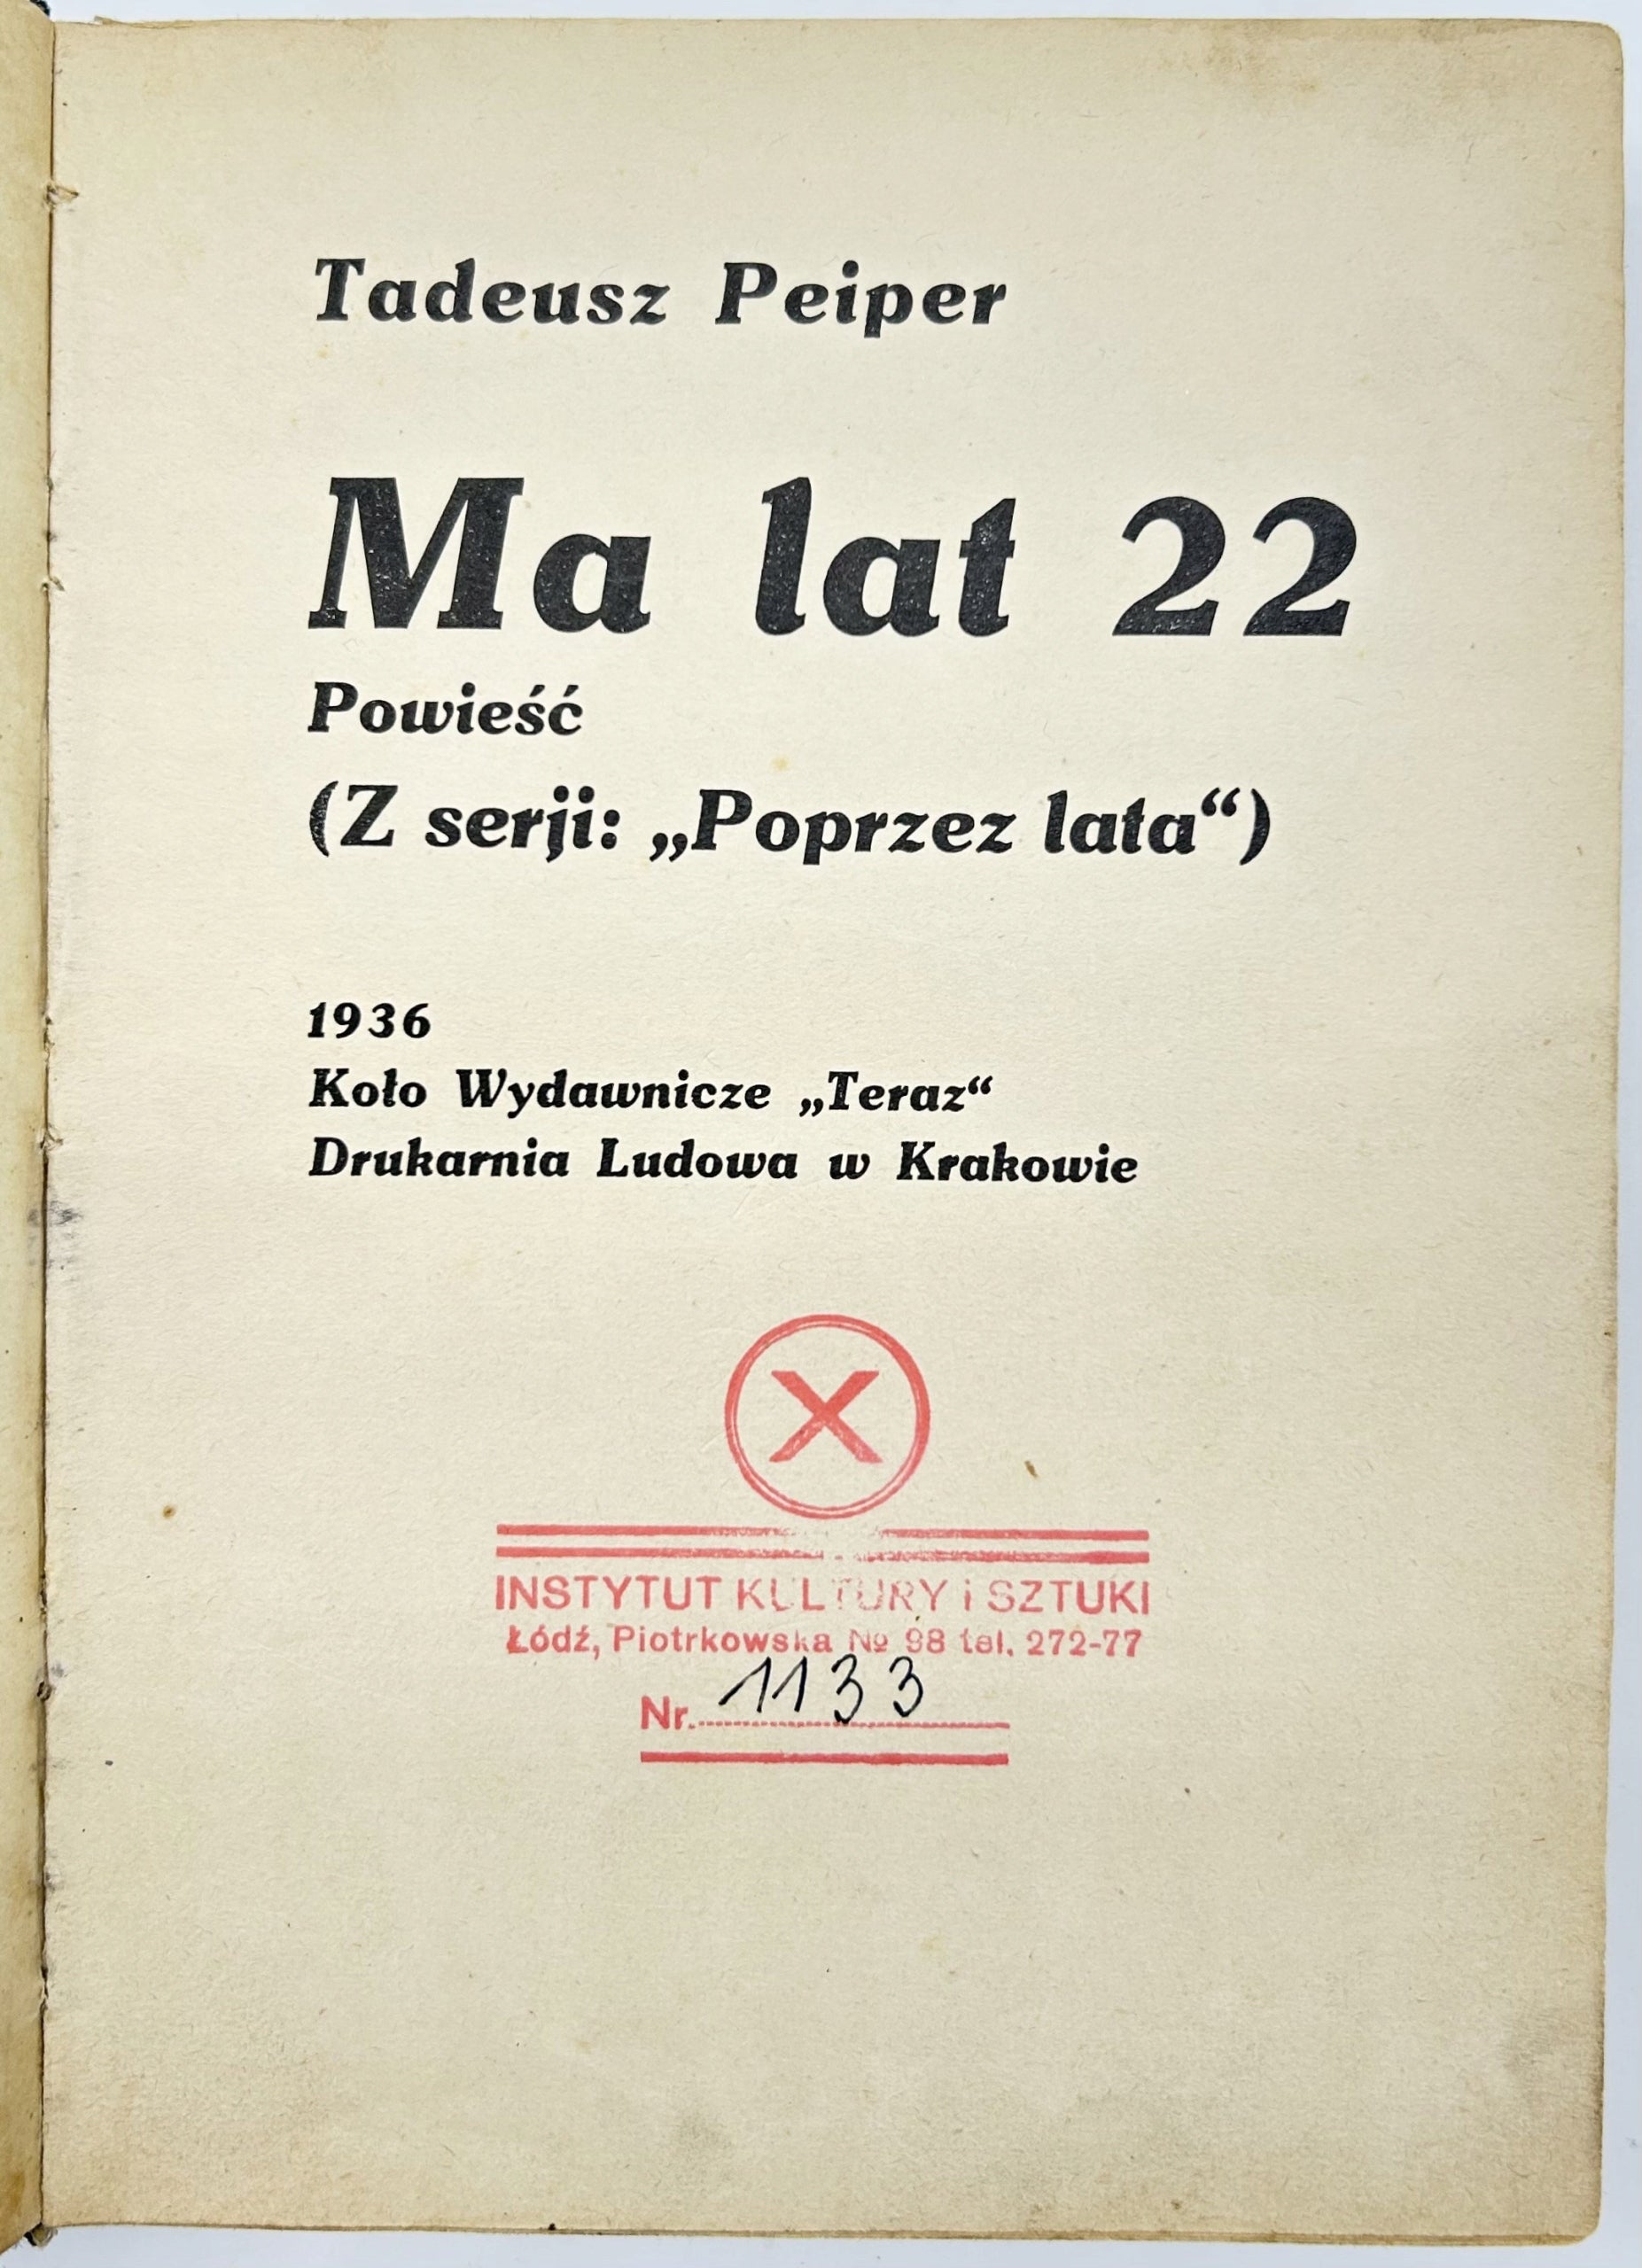 Tadeusz Peiper
Ma lat 22
Powieść
(Z serji: „Poprzez lata“)
1936
Koło Wydawnicze „Teraz“
Drukarnia Ludowa w Krakowie
X
INSTYTUT KULTURY i SZTUKI
Łódź, Piotrkowska № 98 tel. 272-77
Nr. 1133